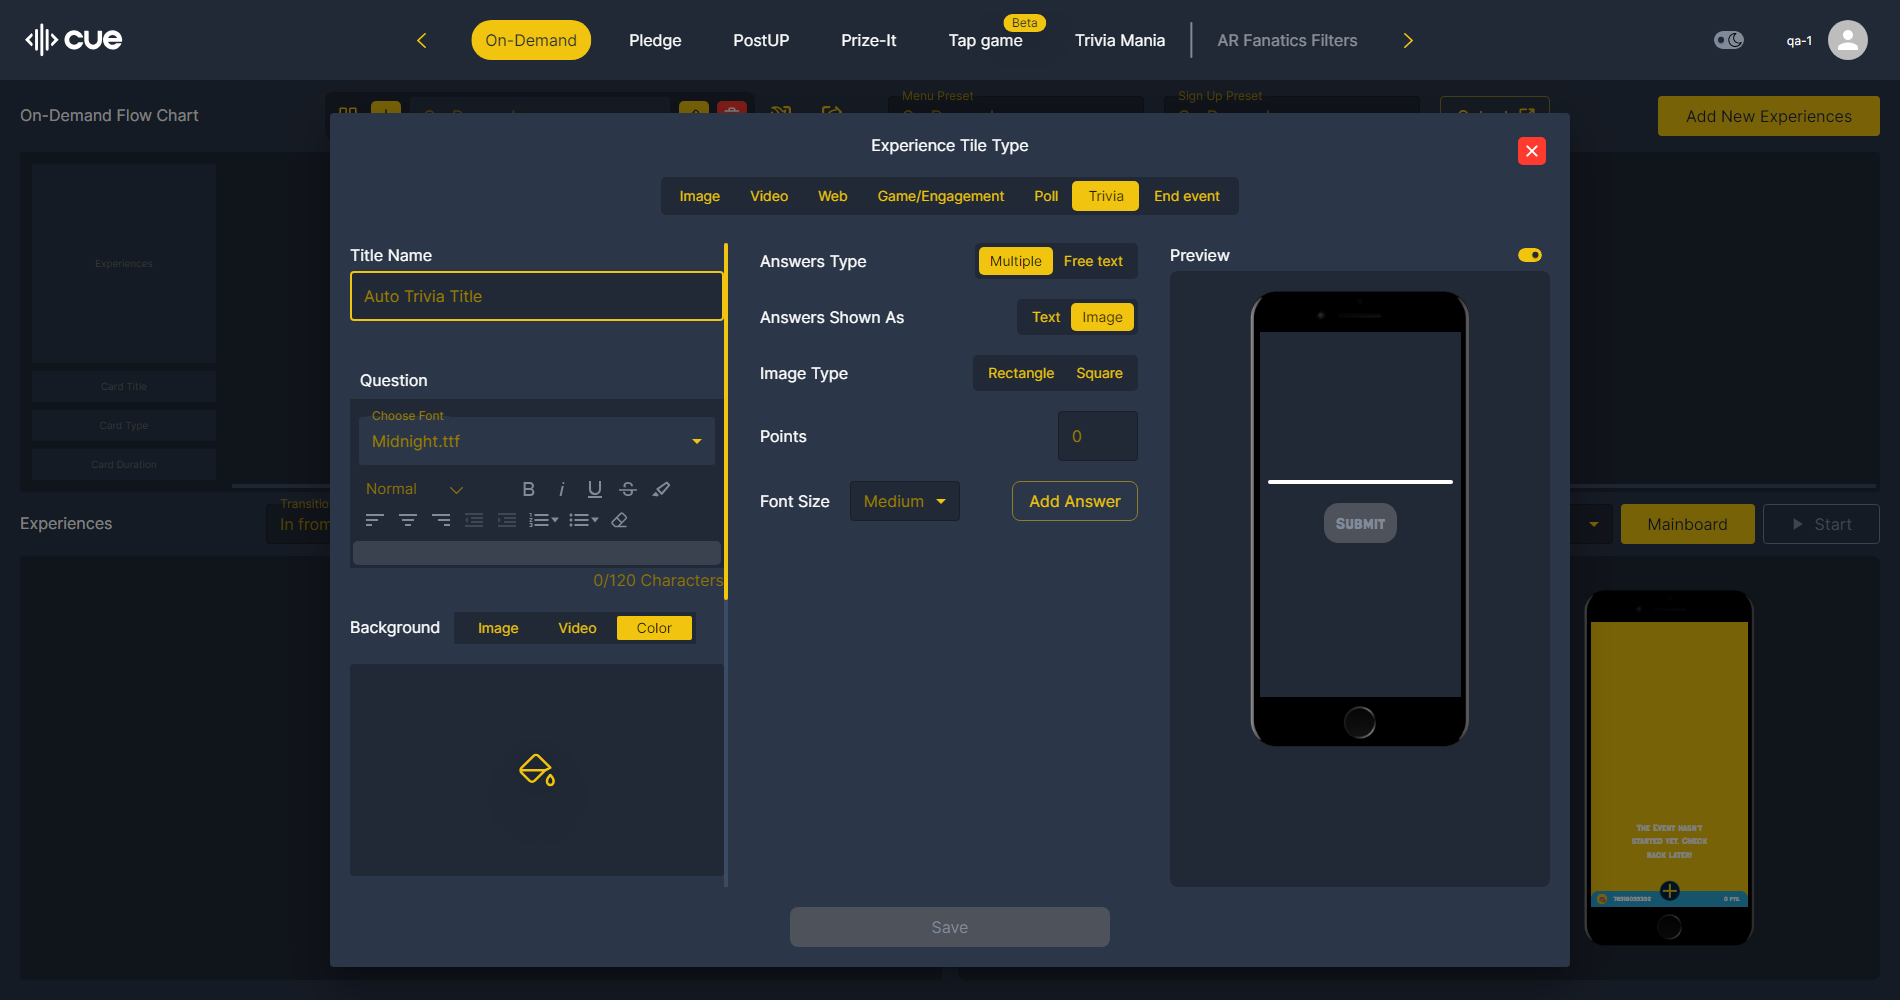 cue
On-Demand
Pledge
PostUP
Prize-It
Beta
Tap game
Trivia Mania
AR Fanatics Filters
qa-1
On-Demand Flow Chart
Menu Preset
Sign Up Preset
Add New Experiences
Experience Tile Type
Image
Video
Web
Game/Engagement
Poll
Trivia
End event
Experiences
Card Title
Card Type
Card Duration
Title Name
Auto Trivia Title
Question
Choose Font
Midnight.ttf
Normal
0/120 Characters
Background
Image
Video
Color
Answers Type
Multiple
Free text
Answers Shown As
Text
Image
Image Type
Rectangle
Square
Points
0
Font Size
Medium
Add Answer
Preview
SUBMIT
Experiences
Transitio
In from
Mainboard
Start
The Event hasn't
started yet. Check
back later!
0 PTS.
Save